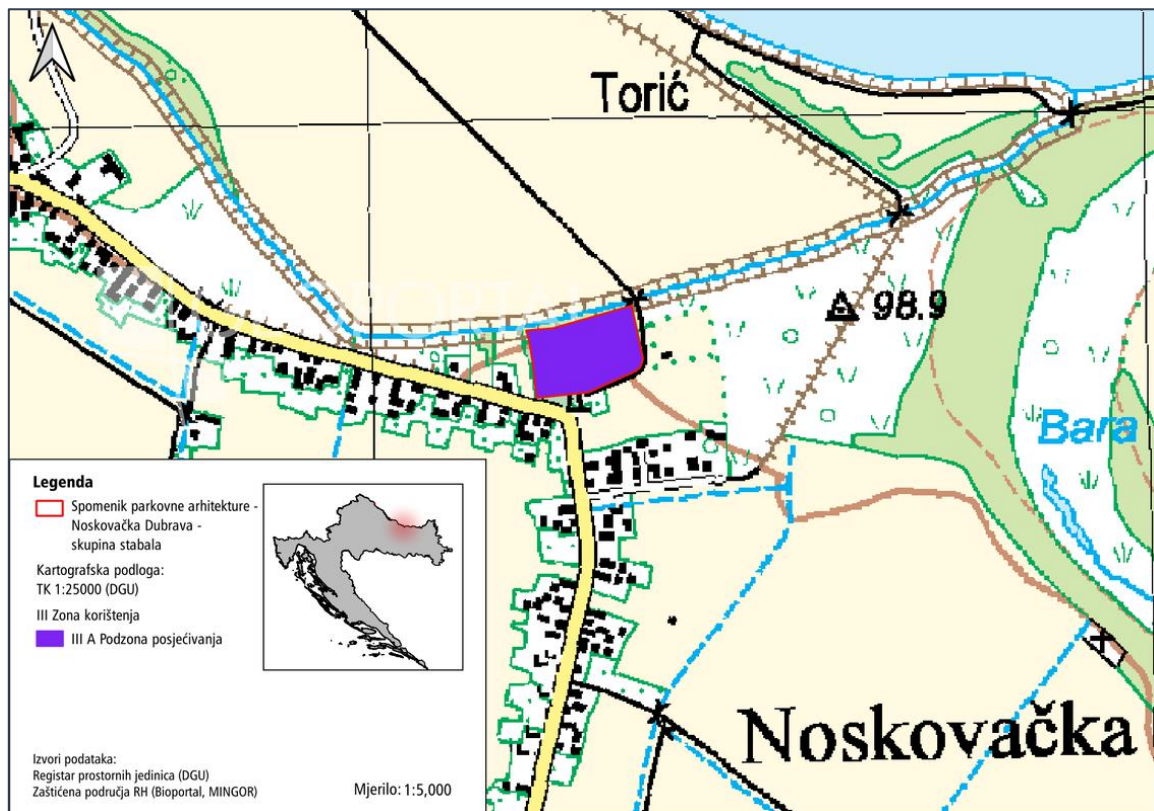 Torić
98.9
Bara
Noskovačka
Legenda
Spomenik parkovne arhitekture -
Noskovačka Dubrava -
skupina stabala
Kartografska podloga:
TK 1:25000 (DGU)
III Zona korištenja
III A Podzona posjećivanja
Izvori podataka:
Registar prostornih jedinica (DGU)
Zaštićena područja RH (Bioportal, MINGOR)
Mjerilo: 1:5,000